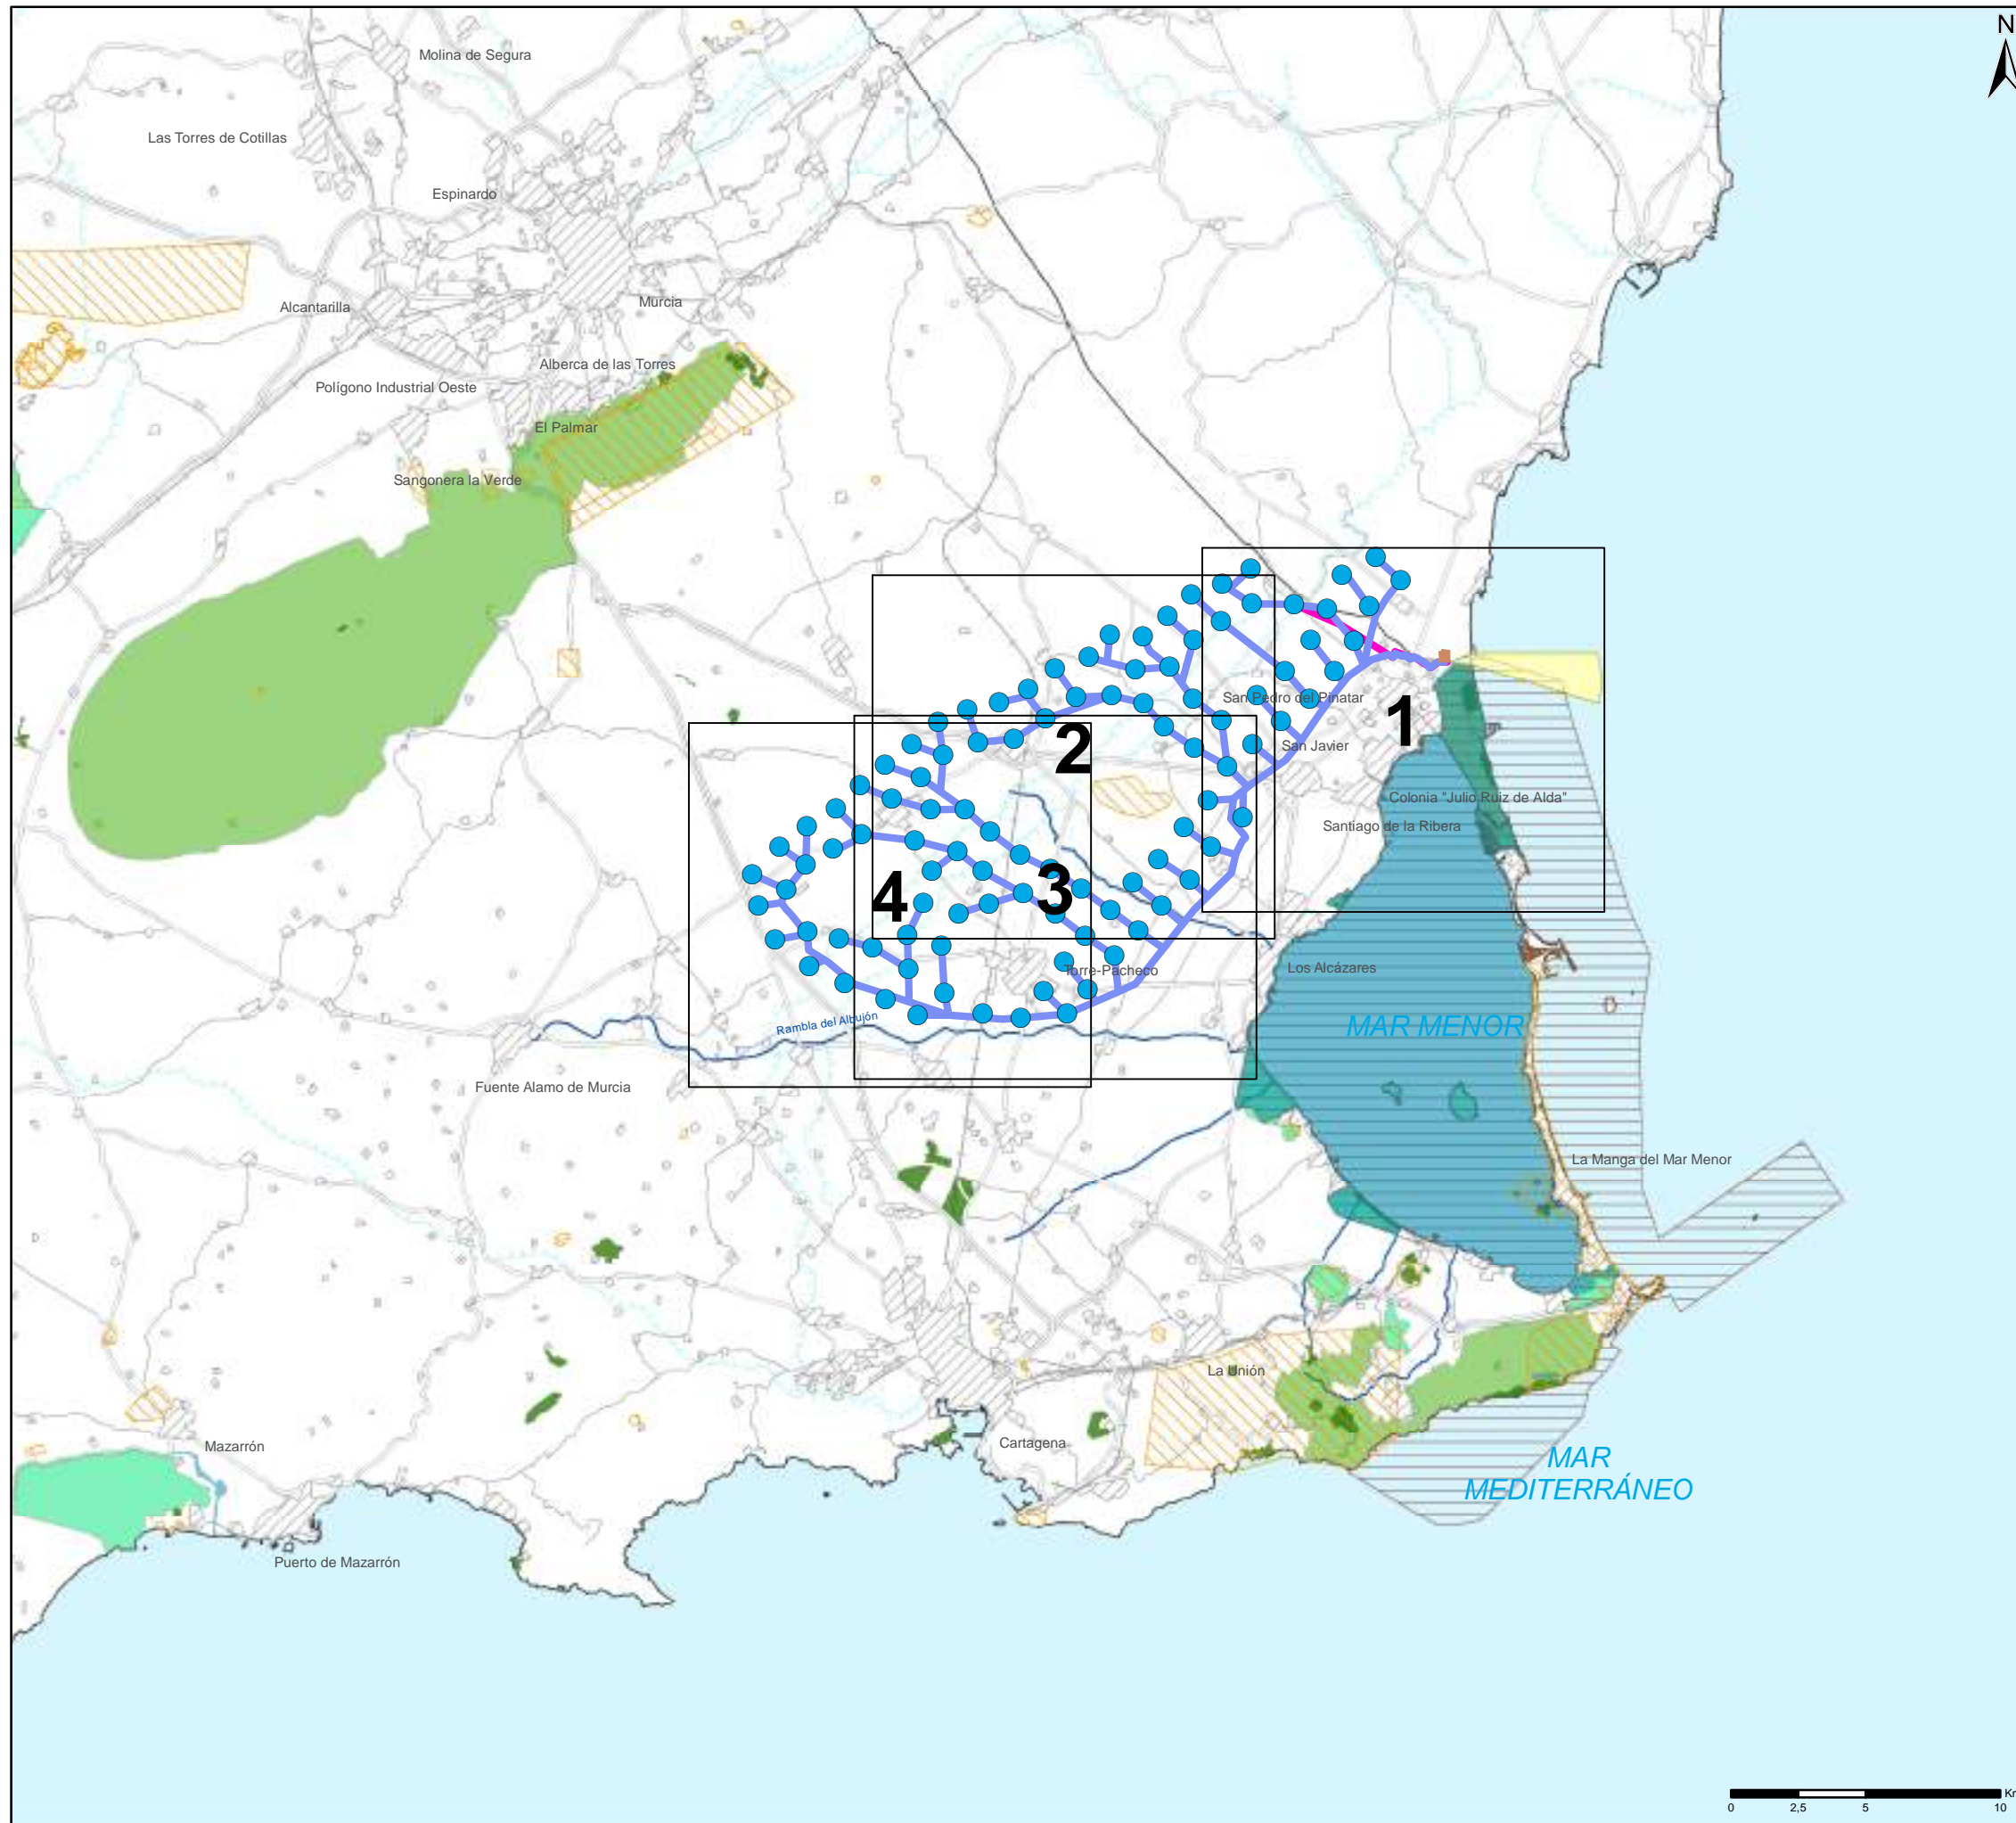 N
Molina de Segura
Las Torres de Cotillas
Espinardo
Murcia
Alcantarilla
Alberca de las Torres
Polígono Industrial Oeste
El Palmar
Sangonera la Verde
San Pedro del Pinatar
1
2
San Javier
Colonia "Julio Ruiz de Alda"
Santiago de la Ribera
4
3
Los Alcázares
Torre-Pacheco
Rambla del Albujón
MAR MENOR
Fuente Alamo de Murcia
La Manga del Mar Menor
La Unión
Cartagena
Mazarrón
MAR
MEDITERRÁNEO
Puerto de Mazarrón
0 2,5 5 10